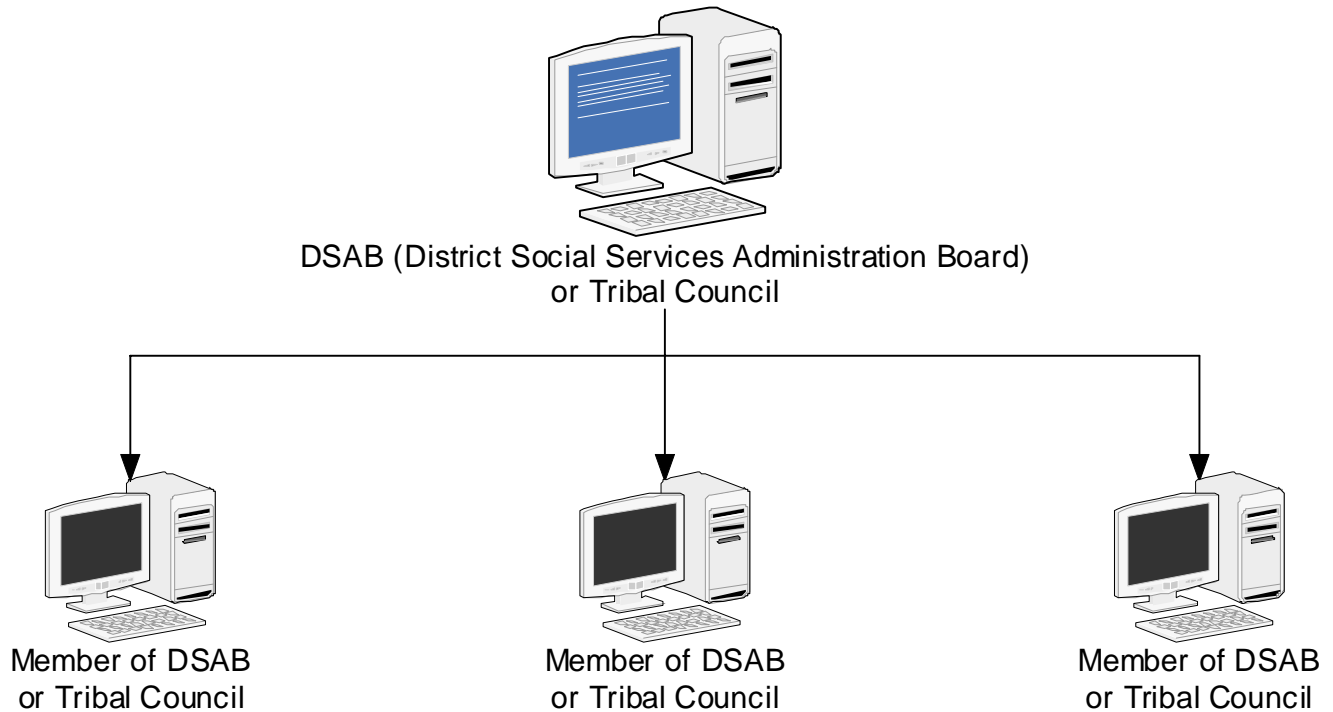 DSAB (District Social Services Administration Board)
or Tribal Council
Member of DSAB
or Tribal Council
Member of DSAB
or Tribal Council
Member of DSAB
or Tribal Council